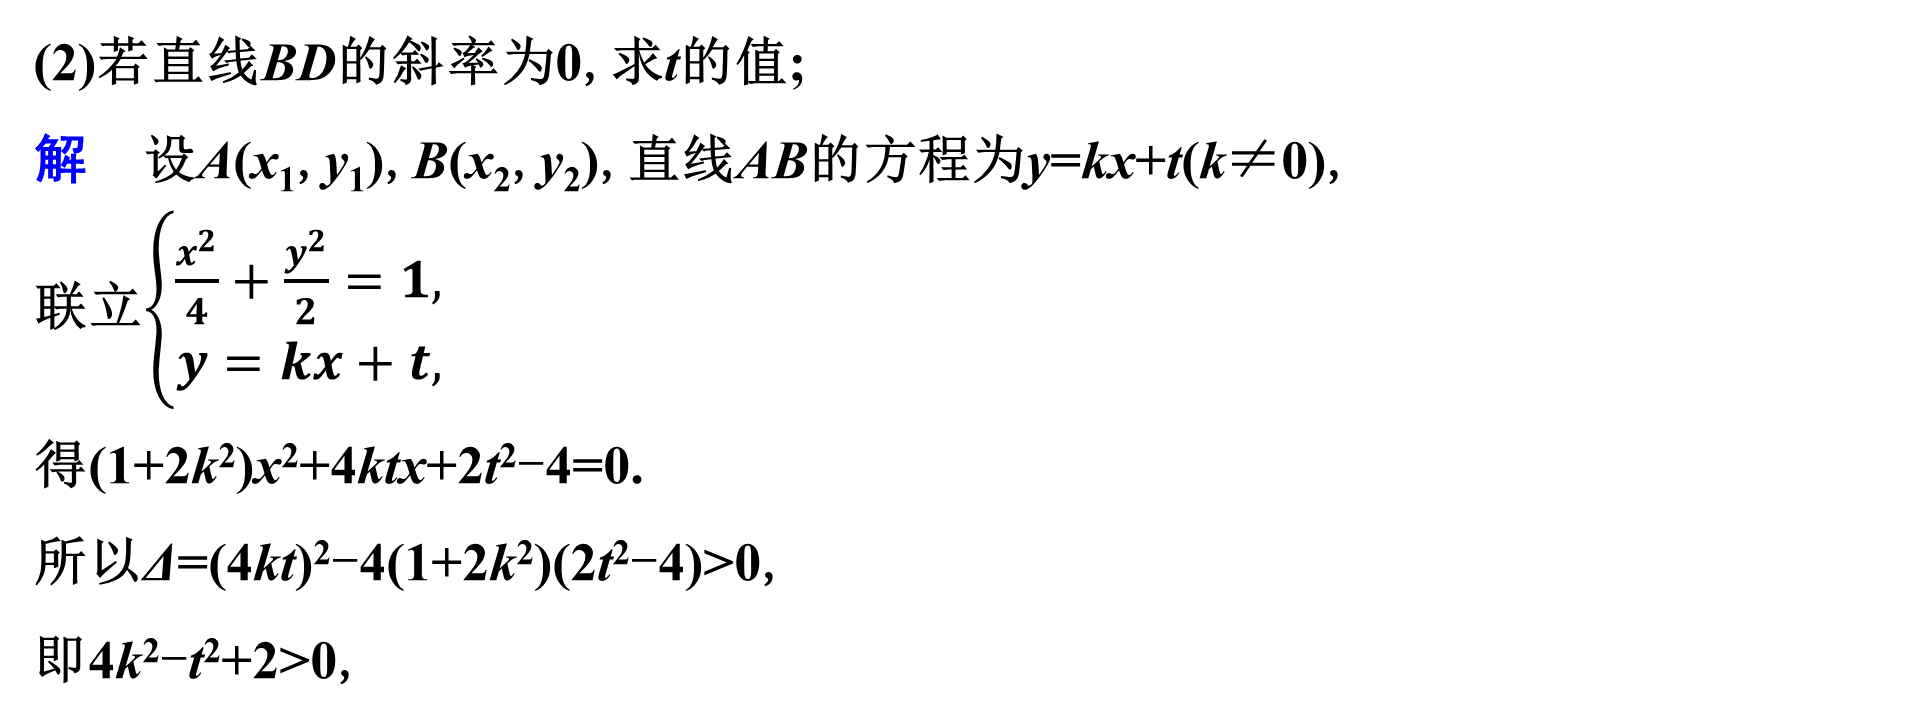 (2)若直线BD的斜率为0, 求t的值;
解 设A(x₁, y₁), B(x₂, y₂), 直线AB的方程为y=kx+t(k≠0),
联立{x²/4 + y²/2 = 1,
y = kx + t,
得(1+2k²)x²+4ktx+2t²−4=0.
所以Δ=(4kt)²−4(1+2k²)(2t²−4)>0,
即4k²−t²+2>0,